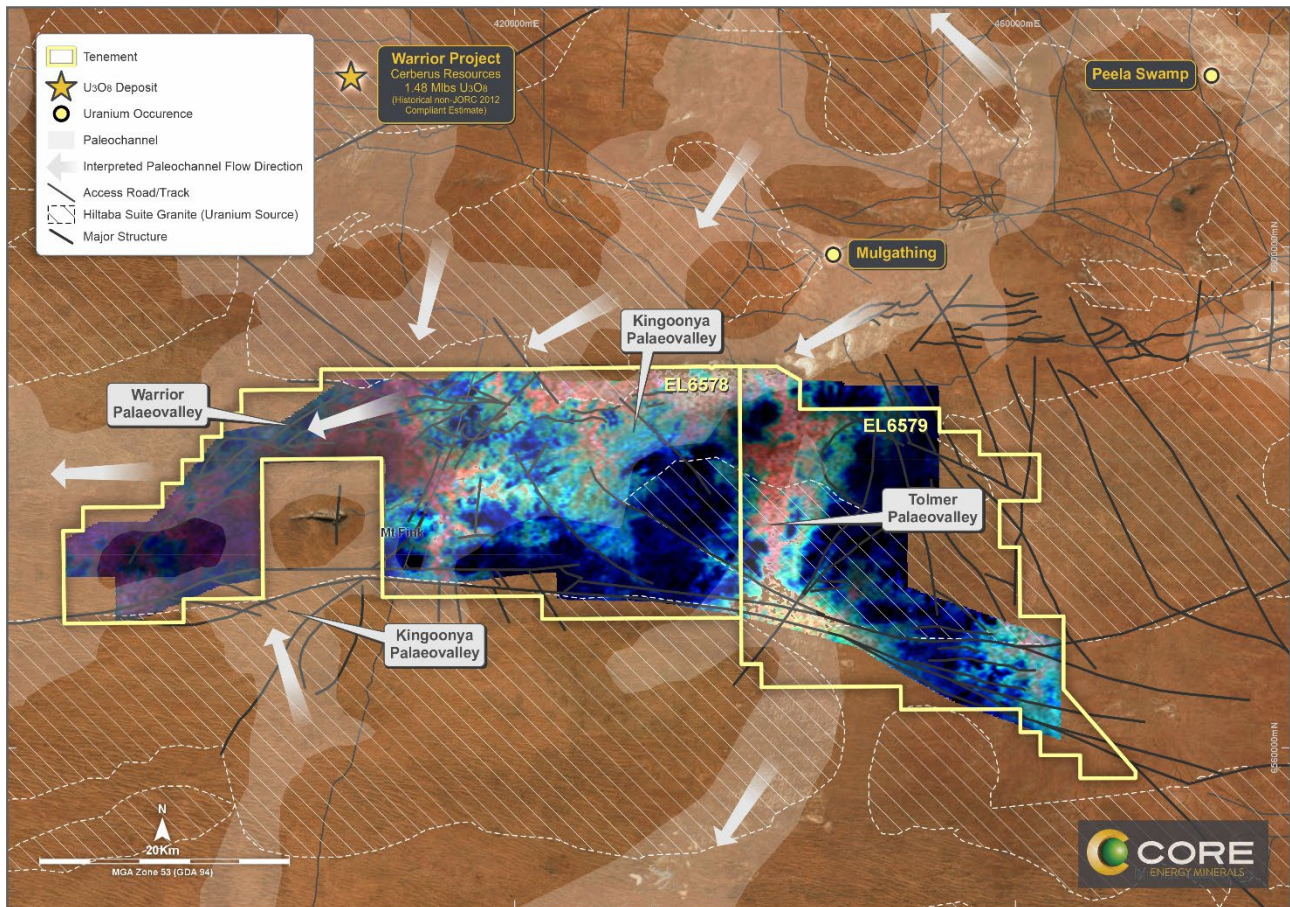 420000mE
460000mE
Tenement
U3O8 Deposit
Uranium Occurence
Paleochannel
Interpreted Paleochannel Flow Direction
Access Road/Track
Hiltaba Suite Granite (Uranium Source)
Major Structure
Warrior Project
Cerberus Resources
1.48 Mlbs U3O8
(Historical non-JORC 2012
Compliant Estimate)
Peela Swamp
Mulgathing
Kingoonya
Palaeovalley
EL6578
Warrior
Palaeovalley
EL6579
Tolmer
Palaeovalley
Kingoonya
Palaeovalley
6560000mN
N
20Km
MGA Zone 53 (GDA 94)
CORE
ENERGY MINERALS